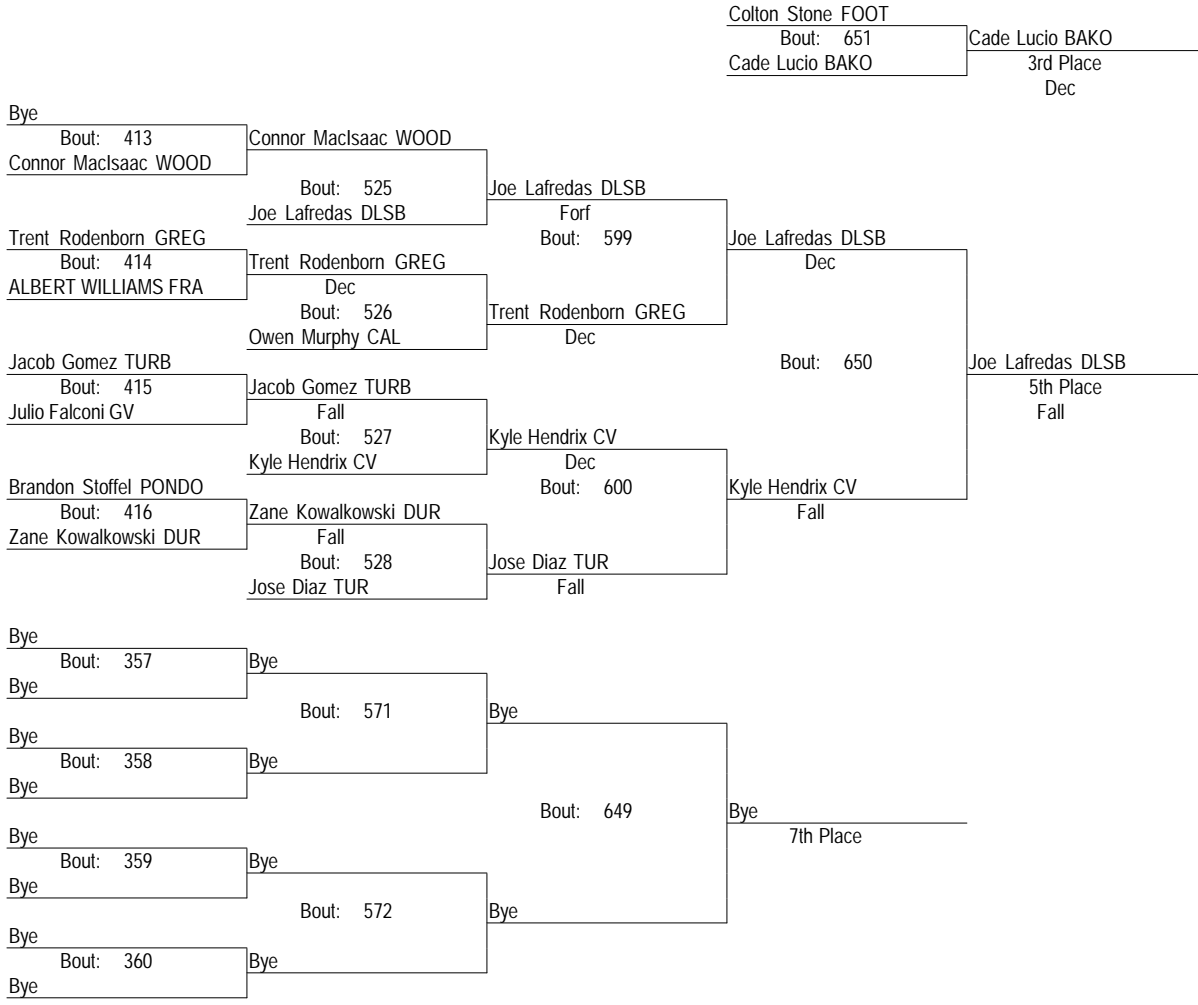 Colton Stone FOOT
Bout: 651
Cade Lucio BAKO
Cade Lucio BAKO
3rd Place
Dec
Bye
Bout: 413
Connor MacIsaac WOOD
Connor MacIsaac WOOD
Bout: 525
Joe Lafredas DLSB
Joe Lafredas DLSB
Forf
Bout: 599
Trent Rodenborn GREG
Bout: 414
ALBERT WILLIAMS FRA
Trent Rodenborn GREG
Dec
Bout: 526
Owen Murphy CAL
Trent Rodenborn GREG
Dec
Joe Lafredas DLSB
Dec
Bout: 650
Joe Lafredas DLSB
5th Place
Fall
Jacob Gomez TURB
Bout: 415
Julio Falconi GV
Jacob Gomez TURB
Fall
Bout: 527
Kyle Hendrix CV
Kyle Hendrix CV
Dec
Bout: 600
Kyle Hendrix CV
Fall
Brandon Stoffel PONDO
Bout: 416
Zane Kowalkowski DUR
Zane Kowalkowski DUR
Fall
Bout: 528
Jose Diaz TUR
Jose Diaz TUR
Fall
Bye
Bout: 357
Bye
Bye
Bout: 571
Bye
Bye
Bout: 358
Bye
Bye
Bout: 649
Bye
7th Place
Bye
Bout: 359
Bye
Bye
Bout: 572
Bye
Bye
Bout: 360
Bye
Bye